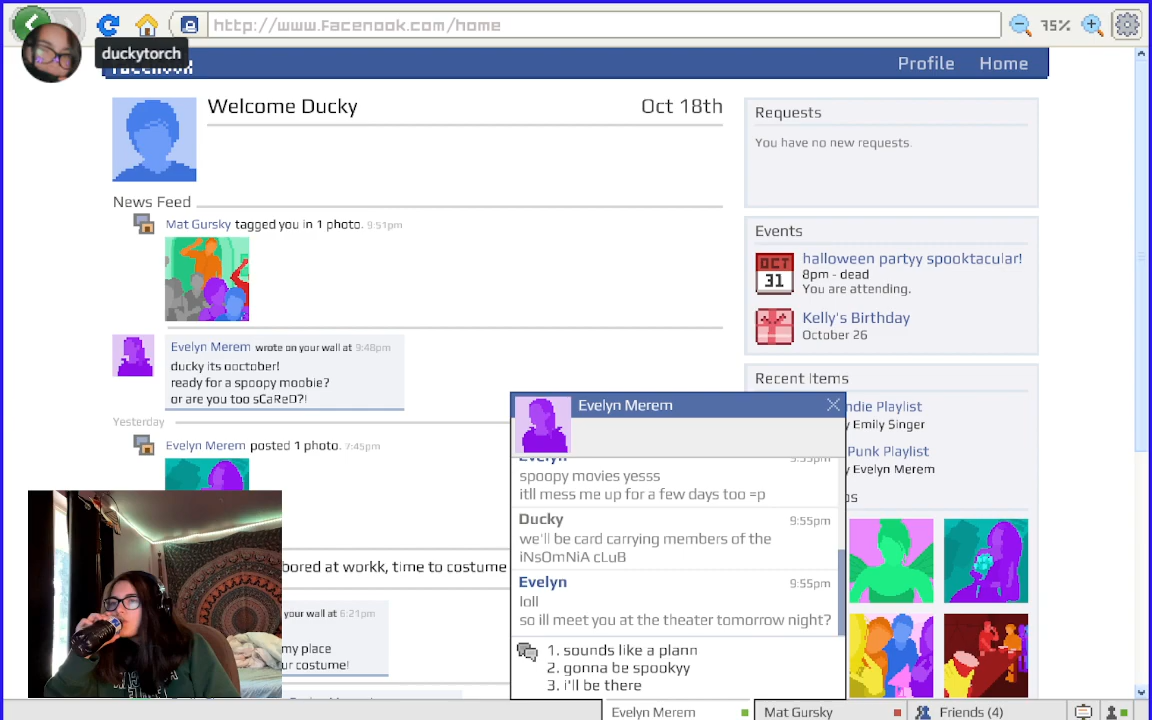 http://www.Facenook.com/home
75%
duckytorch
Facenook
Profile Home
Welcome Ducky
Oct 18th
News Feed
Mat Gursky tagged you in 1 photo. 9:51pm
Evelyn Merem wrote on your wall at 9:48pm
ducky its ooctober!
ready for a spoopy moobie?
or are you too sCaReD?!
Yesterday
Evelyn Merem posted 1 photo. 7:45pm
bored at workk, time to costume
your wall at 6:21pm
my place
ur costume!
Requests
You have no new requests.
Events
OCT
31
halloween partyy spooktacular!
8pm - dead
You are attending.
Kelly's Birthday
October 26
Recent Items
ndie Playlist
y Emily Singer
Punk Playlist
y Evelyn Merem
os
Evelyn Merem
Evelyn
spoopy movies yesss
itll mess me up for a few days too =p
Ducky 9:55pm
we'll be card carrying members of the
iNsOmNiA cLuB
Evelyn 9:55pm
loll
so ill meet you at the theater tomorrow night?
1. sounds like a plann
2. gonna be spookyy
3. i'll be there
Evelyn Merem
Mat Gursky
Friends (4)